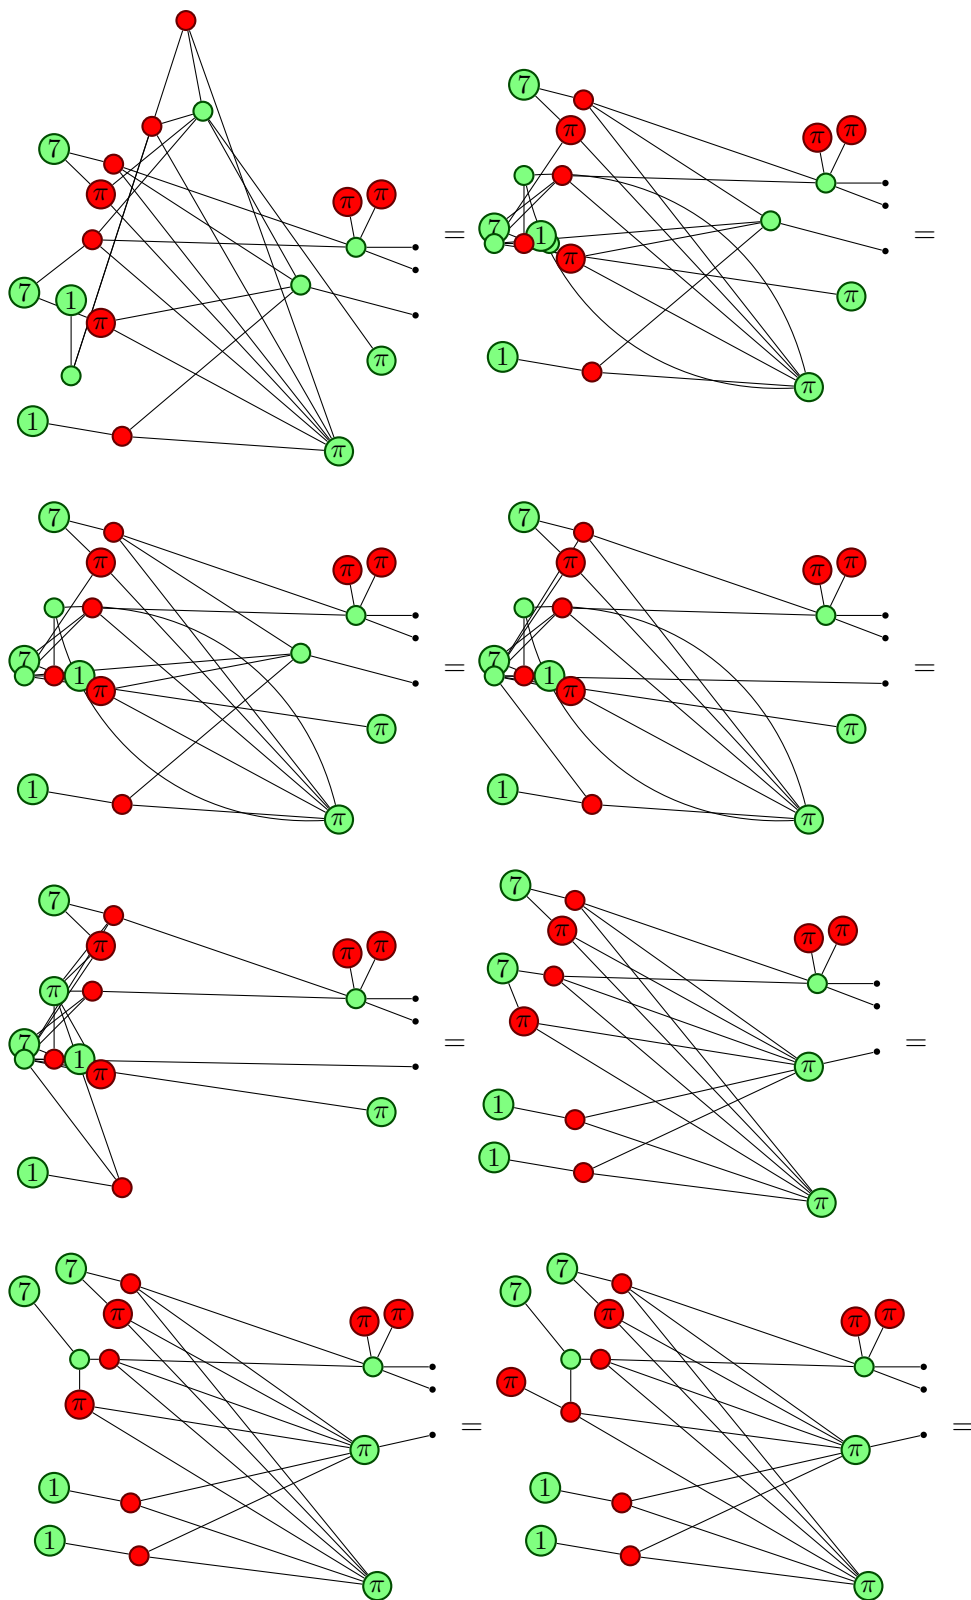 7 π π π
7 1 π
π
1
π
=
7 π π π
7 1 π
π
1
π
=
7 π π π
7 1 π
π
1
π
=
7 π π π
7 1 π
π
1
π
=
7 π π π
π
7 1 π
π
1
=
7 π π π
7 π
π
1
1
π
=
7 7 π π π
π
π
1
1
π
=
7 7 π π π
π
π
1
1
π
=